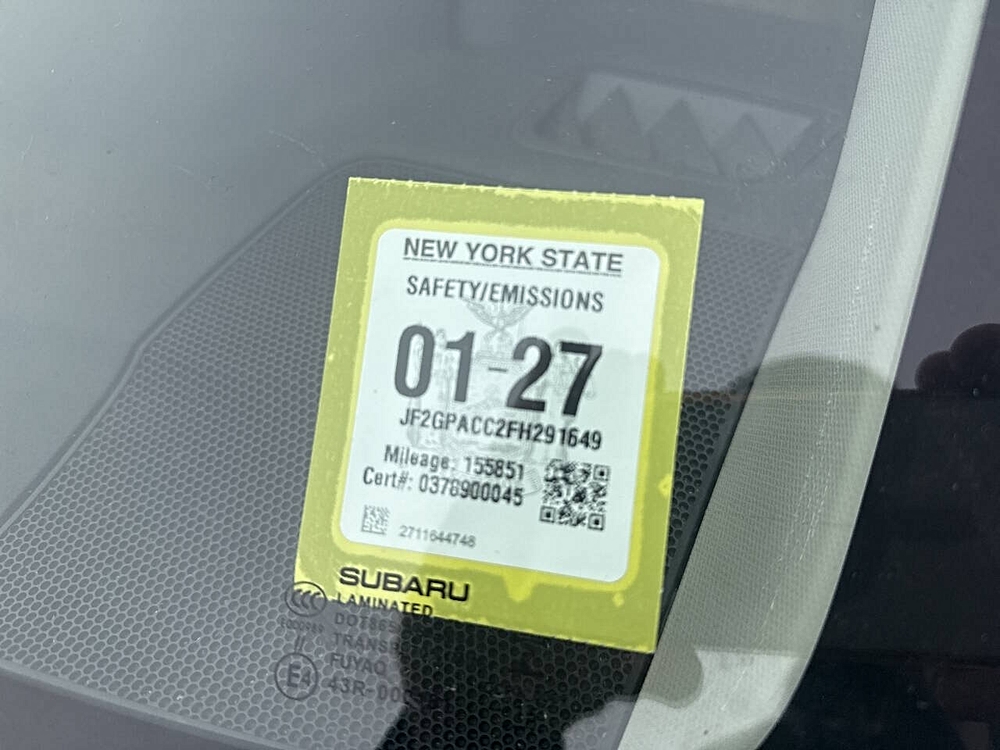 NEW YORK STATE
SAFETY/EMISSIONS
01-27
JF2GPACC2FH291649
Mileage: 155851
Cert#: 0378900045
2711644748
SUBARU
LAMINATED
FUYAO
E4